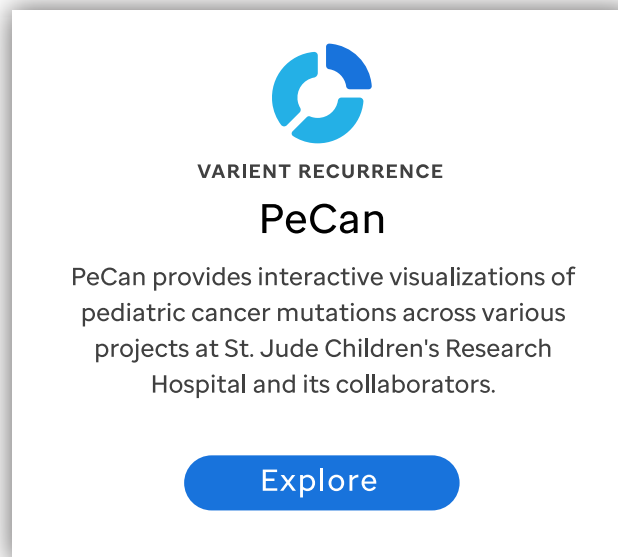 VARIENT RECURRENCE
PeCan
PeCan provides interactive visualizations of
pediatric cancer mutations across various
projects at St. Jude Children's Research
Hospital and its collaborators.
Explore